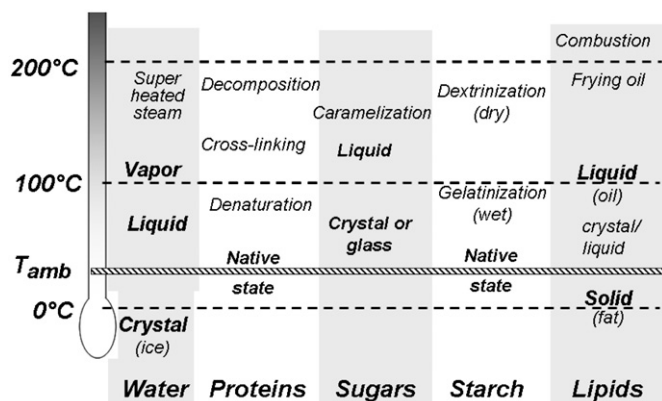 Combustion
200°C
Super
heated
steam
Decomposition
Dextrinization
(dry)
Frying oil
Caramelization
Cross-linking
Liquid
Vapor
Liquid
100°C
(oil)
Denaturation
Gelatinization
(wet)
Liquid
Crystal or
glass
crystal/
liquid
Native
Native
Tamb
state
state
Solid
0°C
(fat)
Crystal
(ice)
Water Proteins Sugars Starch Lipids